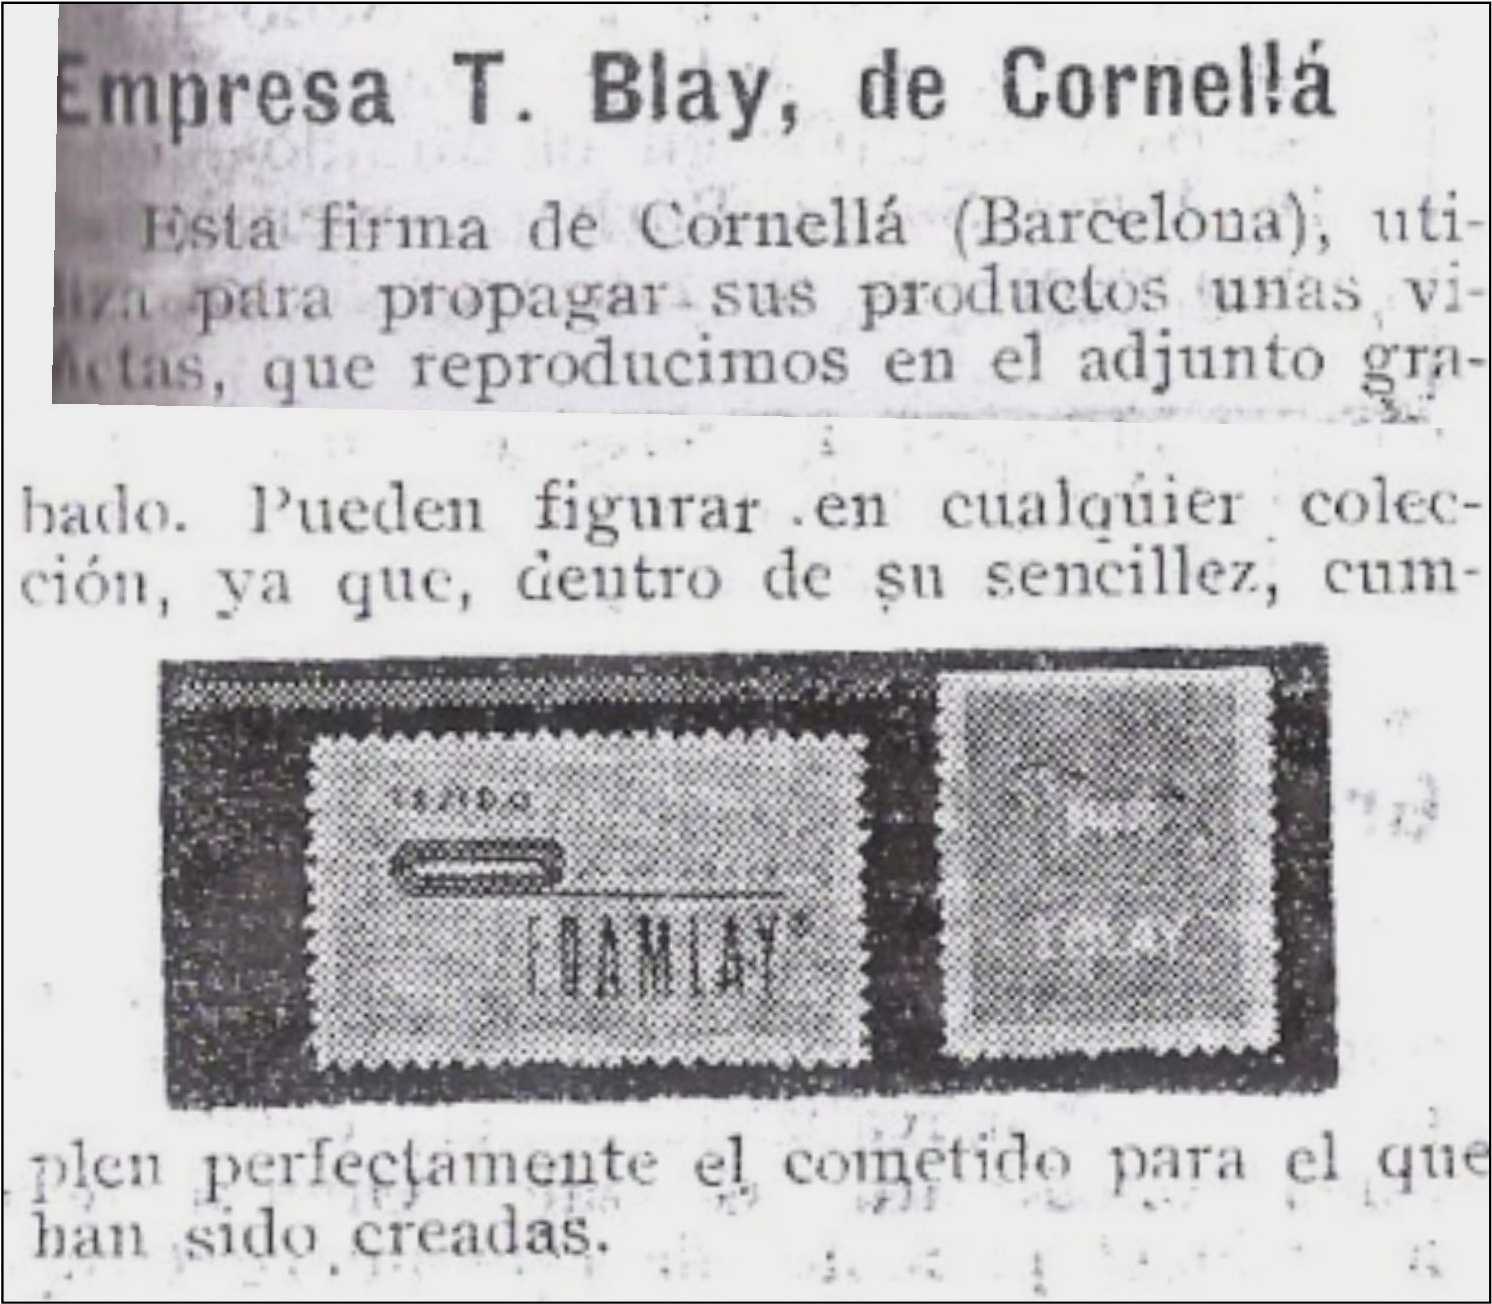 Empresa T. Blay, de Cornellá
Esta firma de Cornellá (Barcelona), uti-
liza para propagar sus productos unas vi-
ñetas, que reproducimos en el adjunto gra-
bado. Pueden figurar en cualquier colec-
ción, ya que, dentro de su sencillez, cum-
plen perfectamente el cometido para el que
han sido creadas.